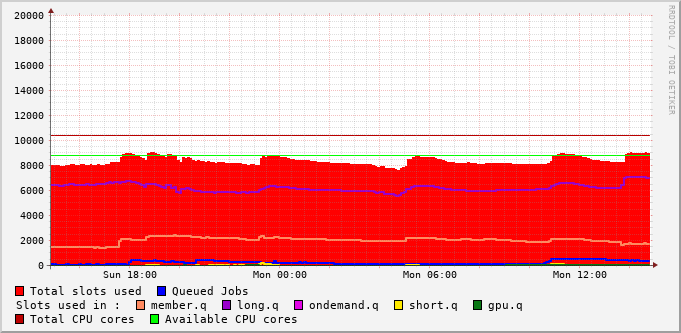 RRDTOOL / TOBI OETIKER
20000
18000
16000
14000
12000
10000
8000
6000
4000
2000
0
Sun 18:00 Mon 00:00 Mon 06:00 Mon 12:00
Total slots used Queued Jobs
Slots used in : member.q long.q ondemand.q short.q gpu.q
Total CPU cores Available CPU cores